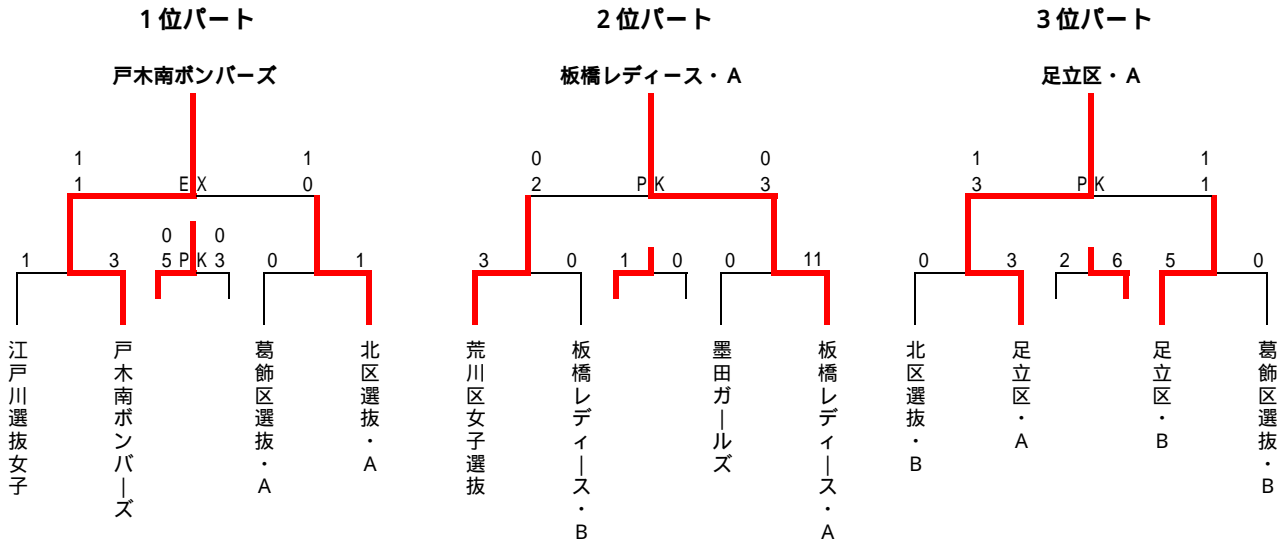 1位パート 2位パート 3位パート
戸木南ボンバーズ 板橋レディース・A 足立区・A
1 1 0 0 1 1
1 EX 0 2 PK 3 3 PK 1
0 0
1 3 5 PK 3 0 1 3 0 1 0 0 11 0 3 2 6 5 0
江戸川選抜女子
戸木南ボンバーズ
葛飾区選抜・A
北区選抜・A
荒川区女子選抜
板橋レディース・B
墨田ガールズ
板橋レディース・A
北区選抜・B
足立区・A
足立区・B
葛飾区選抜・B